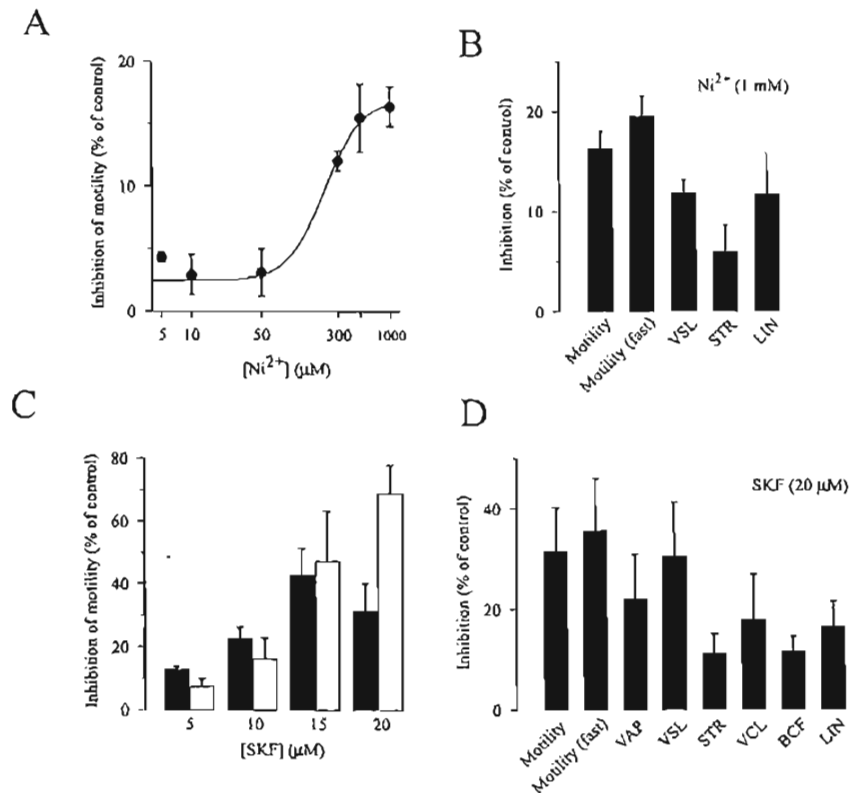 A
Inhibition of motility (% of control)
20
10
0
5 10 50 300 1000
[Ni2+] (µM)
B
Inhibition (% of control)
Ni2+ (1 mM)
20
10
0
Motility
Motility (fast)
VSL
STR
LIN
C
Inhibition of motility (% of control)
80
60
40
20
0
5 10 15 20
[SKF] (µM)
D
Inhibition (% of control)
SKF (20 µM)
40
20
0
Motility
Motility (fast)
VAP
VSL
STR
VCL
BCF
LIN